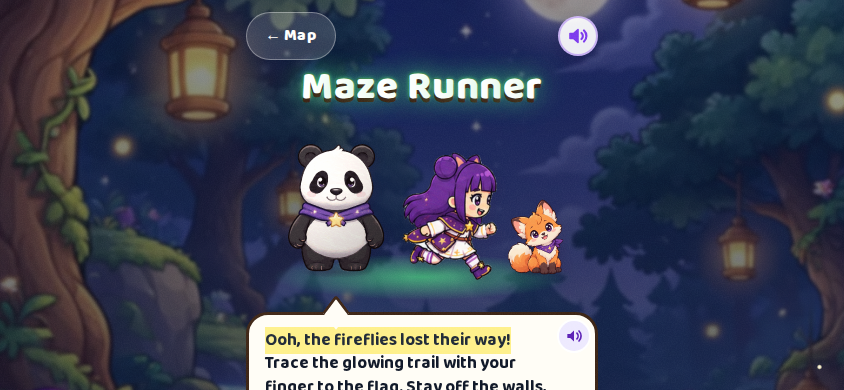 ← Map
Maze Runner
Ooh, the fireflies lost their way!
Trace the glowing trail with your
finger to the flag. Stay off the walls,